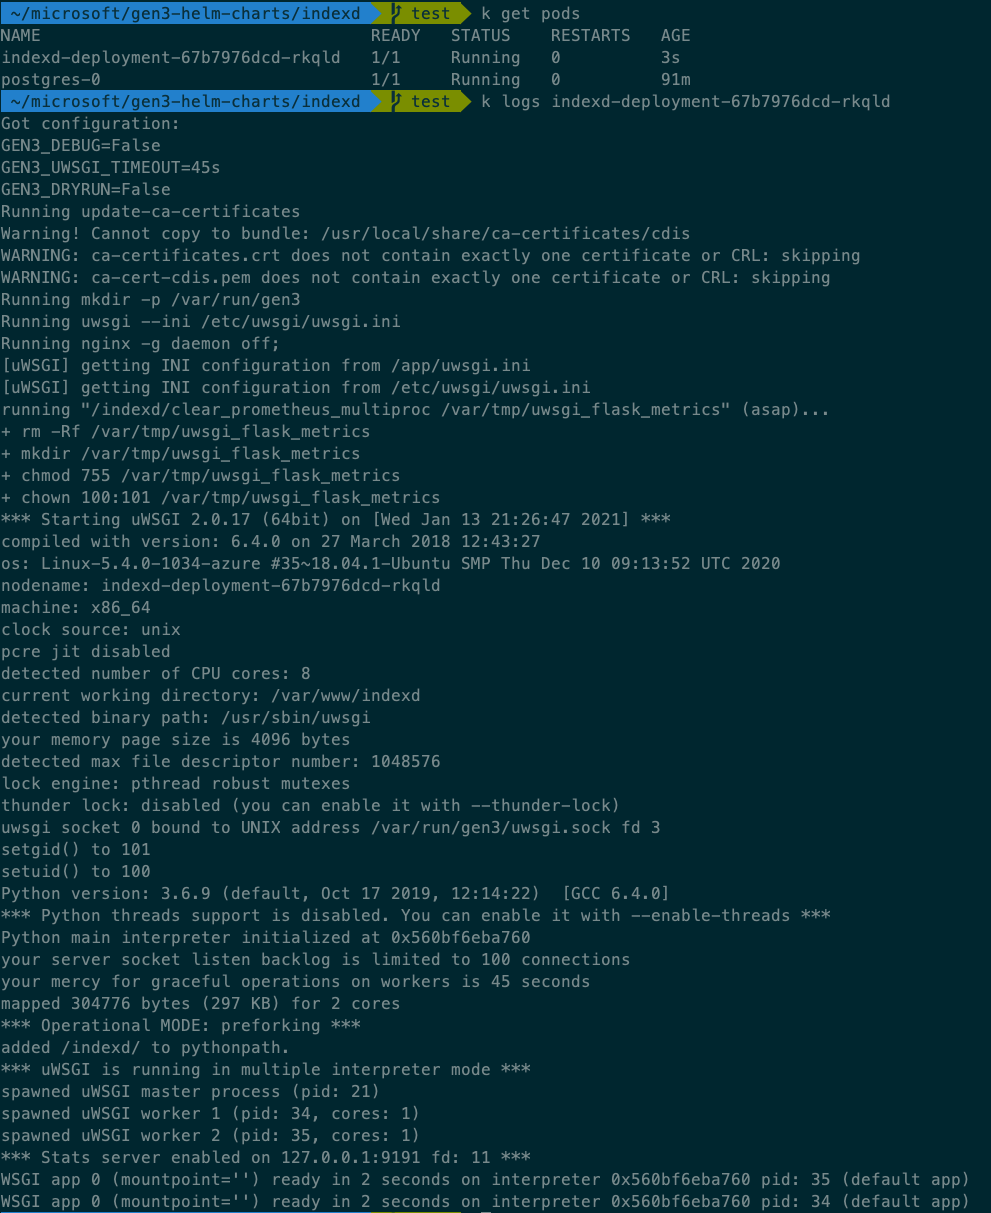 ~/microsoft/gen3-helm-charts/indexd test k get pods
NAME READY STATUS RESTARTS AGE
indexd-deployment-67b7976dcd-rkqld 1/1 Running 0 3s
postgres-0 1/1 Running 0 91m
~/microsoft/gen3-helm-charts/indexd test k logs indexd-deployment-67b7976dcd-rkqld
Got configuration:
GEN3_DEBUG=False
GEN3_UWSGI_TIMEOUT=45s
GEN3_DRYRUN=False
Running update-ca-certificates
Warning! Cannot copy to bundle: /usr/local/share/ca-certificates/cdis
WARNING: ca-certificates.crt does not contain exactly one certificate or CRL: skipping
WARNING: ca-cert-cdis.pem does not contain exactly one certificate or CRL: skipping
Running mkdir -p /var/run/gen3
Running uwsgi --ini /etc/uwsgi/uwsgi.ini
Running nginx -g daemon off;
[uWSGI] getting INI configuration from /app/uwsgi.ini
[uWSGI] getting INI configuration from /etc/uwsgi/uwsgi.ini
running "/indexd/clear_prometheus_multiproc /var/tmp/uwsgi_flask_metrics" (asap)...
+ rm -Rf /var/tmp/uwsgi_flask_metrics
+ mkdir /var/tmp/uwsgi_flask_metrics
+ chmod 755 /var/tmp/uwsgi_flask_metrics
+ chown 100:101 /var/tmp/uwsgi_flask_metrics
*** Starting uWSGI 2.0.17 (64bit) on [Wed Jan 13 21:26:47 2021] ***
compiled with version: 6.4.0 on 27 March 2018 12:43:27
os: Linux-5.4.0-1034-azure #35~18.04.1-Ubuntu SMP Thu Dec 10 09:13:52 UTC 2020
nodename: indexd-deployment-67b7976dcd-rkqld
machine: x86_64
clock source: unix
pcre jit disabled
detected number of CPU cores: 8
current working directory: /var/www/indexd
detected binary path: /usr/sbin/uwsgi
your memory page size is 4096 bytes
detected max file descriptor number: 1048576
lock engine: pthread robust mutexes
thunder lock: disabled (you can enable it with --thunder-lock)
uwsgi socket 0 bound to UNIX address /var/run/gen3/uwsgi.sock fd 3
setgid() to 101
setuid() to 100
Python version: 3.6.9 (default, Oct 17 2019, 12:14:22)  [GCC 6.4.0]
*** Python threads support is disabled. You can enable it with --enable-threads ***
Python main interpreter initialized at 0x560bf6eba760
your server socket listen backlog is limited to 100 connections
your mercy for graceful operations on workers is 45 seconds
mapped 304776 bytes (297 KB) for 2 cores
*** Operational MODE: preforking ***
added /indexd/ to pythonpath.
*** uWSGI is running in multiple interpreter mode ***
spawned uWSGI master process (pid: 21)
spawned uWSGI worker 1 (pid: 34, cores: 1)
spawned uWSGI worker 2 (pid: 35, cores: 1)
*** Stats server enabled on 127.0.0.1:9191 fd: 11 ***
WSGI app 0 (mountpoint='') ready in 2 seconds on interpreter 0x560bf6eba760 pid: 35 (default app)
WSGI app 0 (mountpoint='') ready in 2 seconds on interpreter 0x560bf6eba760 pid: 34 (default app)